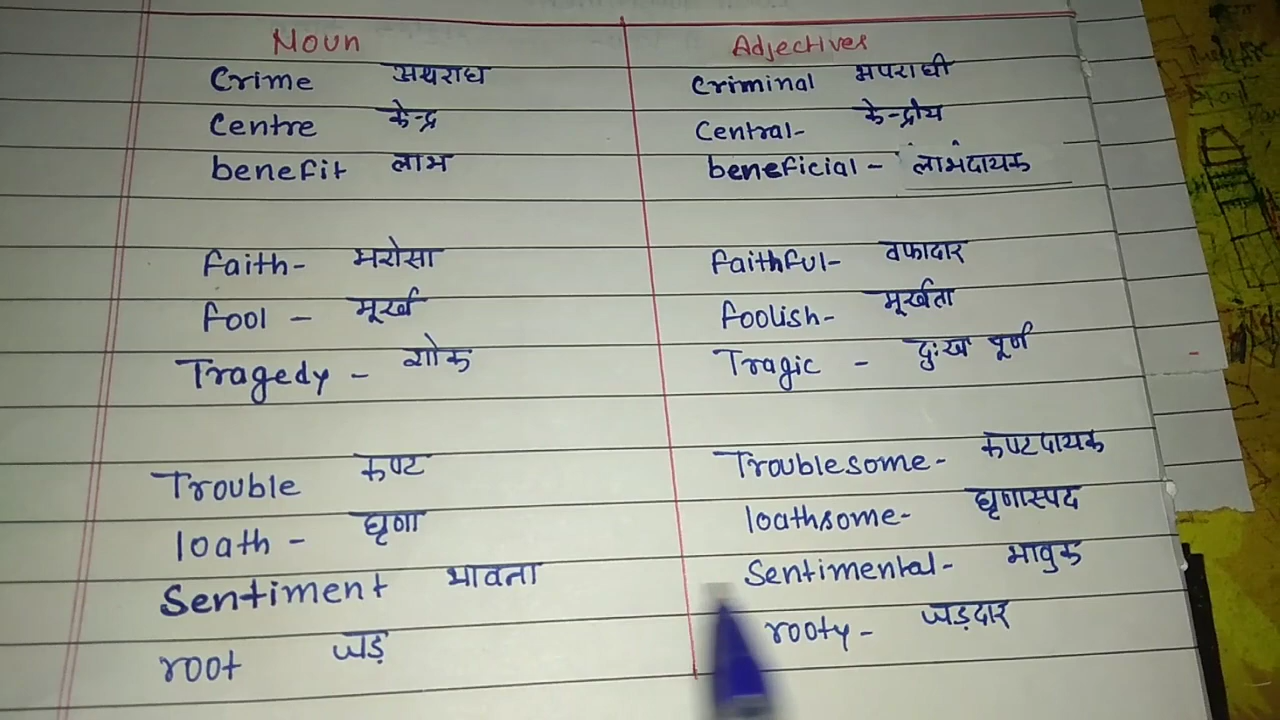 Noun Adjectives
Crime अपराध Criminal अपराधी
Centre केन्द्र Central- केन्द्रीय
benefit लाभ beneficial - लाभदायक
faith- भरोसा faithful- वफादार
fool - मूर्ख foolish- मूर्खता
Tragedy - शोक Tragic - दुःख पूर्ण
Trouble कष्ट Troublesome- कष्टदायक
loath - घृणा loathsome- घृणास्पद
Sentiment भावना Sentimental- भावुक
root जड़ rooty- जड़दार